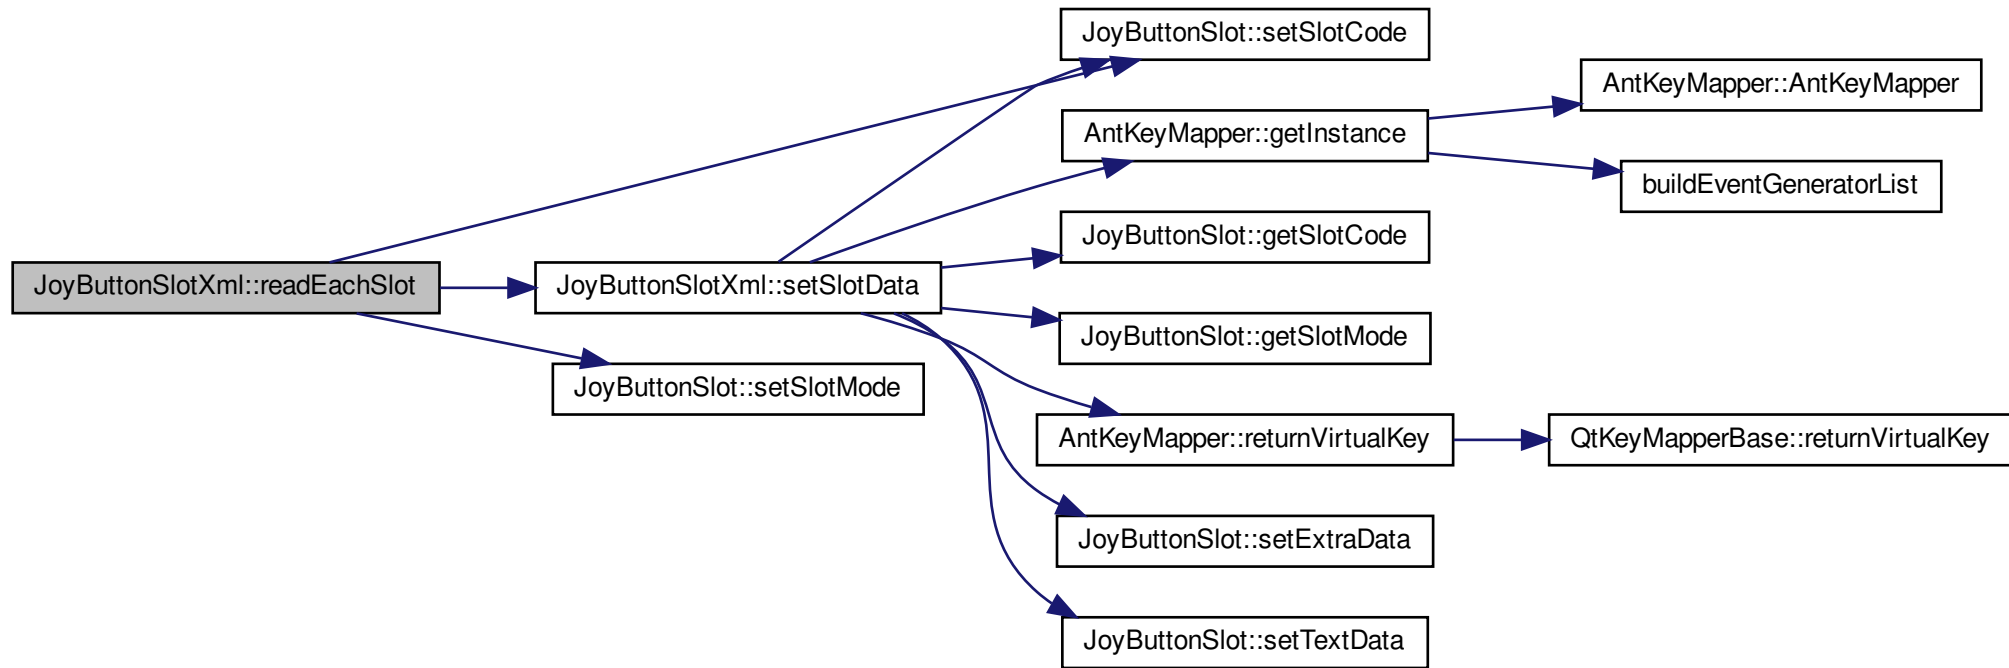 JoyButtonSlot::setSlotCode
AntKeyMapper::AntKeyMapper
AntKeyMapper::getInstance
buildEventGeneratorList
JoyButtonSlot::getSlotCode
JoyButtonSlotXml::readEachSlot
JoyButtonSlotXml::setSlotData
JoyButtonSlot::getSlotMode
JoyButtonSlot::setSlotMode
AntKeyMapper::returnVirtualKey
QtKeyMapperBase::returnVirtualKey
JoyButtonSlot::setExtraData
JoyButtonSlot::setTextData